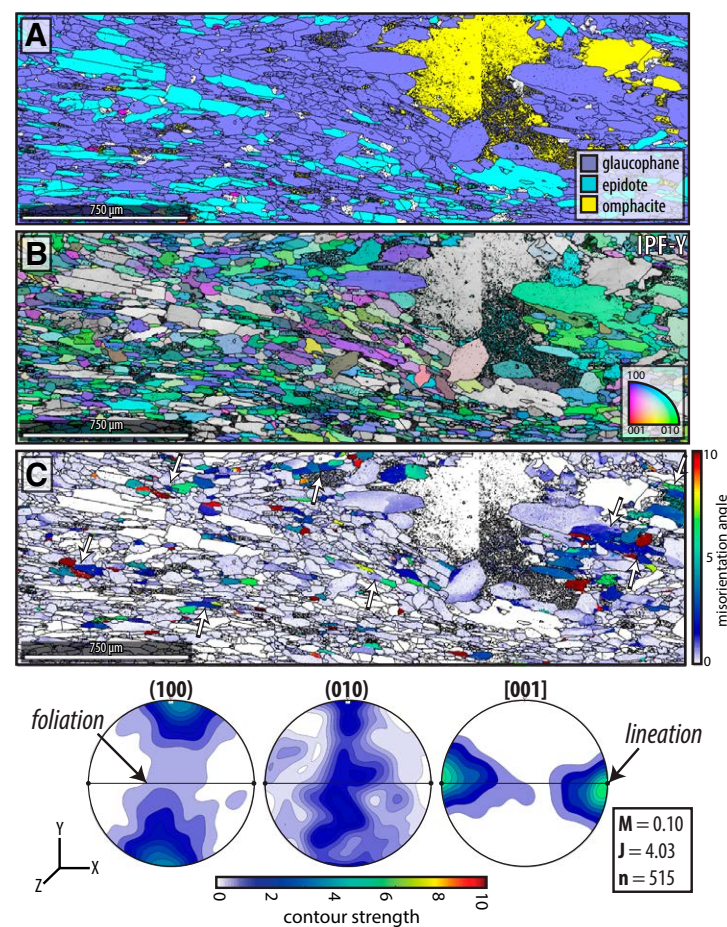 A
glaucophane
epidote
omphacite
750 µm
B
IPF-Y
100
001 010
750 µm
C
10
5
0
misorientation angle
750 µm
(100) (010) [001]
foliation
lineation
Y
X
Z
M = 0.10
J = 4.03
n = 515
0 2 4 6 8 10
contour strength